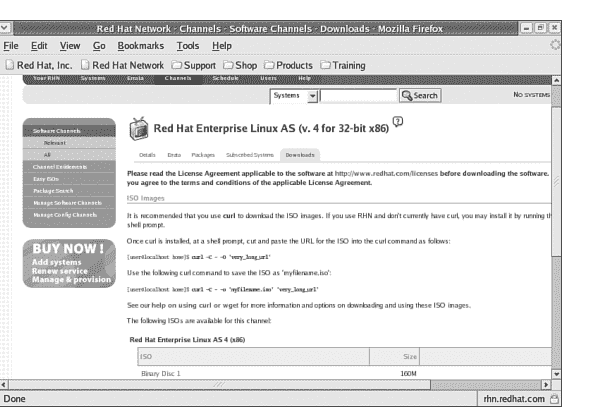 Red Hat Network - Channels - Software Channels - Downloads - Mozilla Firefox
File Edit View Go Bookmarks Tools Help
Red Hat, Inc. Red Hat Network Support Shop Products Training
Your RHN Systems Errata Channels Schedule Users Help
Systems Search No SYSTEMS
Software Channels
Relevant
All
Channel Entitlements
Easy ISOs
Package Search
Manage Software Channels
Manage Config Channels
BUY NOW !
Add systems
Renew service
Manage & provision
Red Hat Enterprise Linux AS (v. 4 for 32-bit x86) ?
Details Errata Packages Subscribed Systems Downloads
Please read the License Agreement applicable to the software at http://www.redhat.com/licenses before downloading the software.
you agree to the terms and conditions of the applicable License Agreement.
ISO Images
It is recommended that you use curl to download the ISO images. If you use RHN and don't currently have curl, you may install it by running th
shell prompt.
Once curl is installed, at a shell prompt, cut and paste the URL for the ISO into the curl command as follows:
[user@localhost home]$ curl -C - -O 'very_long_url'
Use the following curl command to save the ISO as 'myfilename.iso':
[user@localhost home]$ curl -C - -o 'myfilename.iso' 'very_long_url'
See our help on using curl or wget for more information and options on downloading and using these ISO images.
The following ISOs are available for this channel:
Red Hat Enterprise Linux AS 4 (x86)
ISO Size
Binary Disc 1 160M
Done rhn.redhat.com